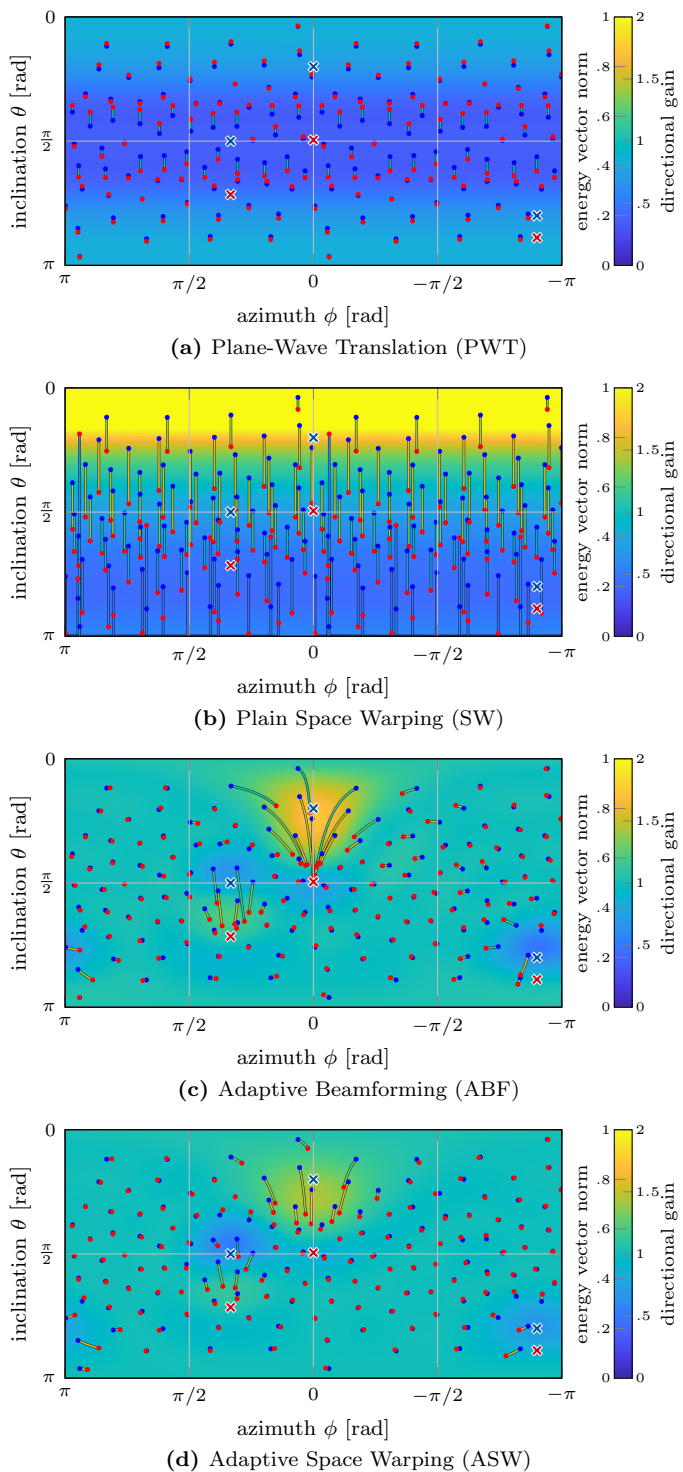 0
π/2
π
inclination θ [rad]
π
π/2
0
−π/2
−π
azimuth φ [rad]
1
.8
.6
.4
.2
0
energy vector norm
2
1.5
1
.5
0
directional gain
(a) Plane-Wave Translation (PWT)
0
π/2
π
inclination θ [rad]
π
π/2
0
−π/2
−π
azimuth φ [rad]
1
.8
.6
.4
.2
0
energy vector norm
2
1.5
1
.5
0
directional gain
(b) Plain Space Warping (SW)
0
π/2
π
inclination θ [rad]
π
π/2
0
−π/2
−π
azimuth φ [rad]
1
.8
.6
.4
.2
0
energy vector norm
2
1.5
1
.5
0
directional gain
(c) Adaptive Beamforming (ABF)
0
π/2
π
inclination θ [rad]
π
π/2
0
−π/2
−π
azimuth φ [rad]
1
.8
.6
.4
.2
0
energy vector norm
2
1.5
1
.5
0
directional gain
(d) Adaptive Space Warping (ASW)